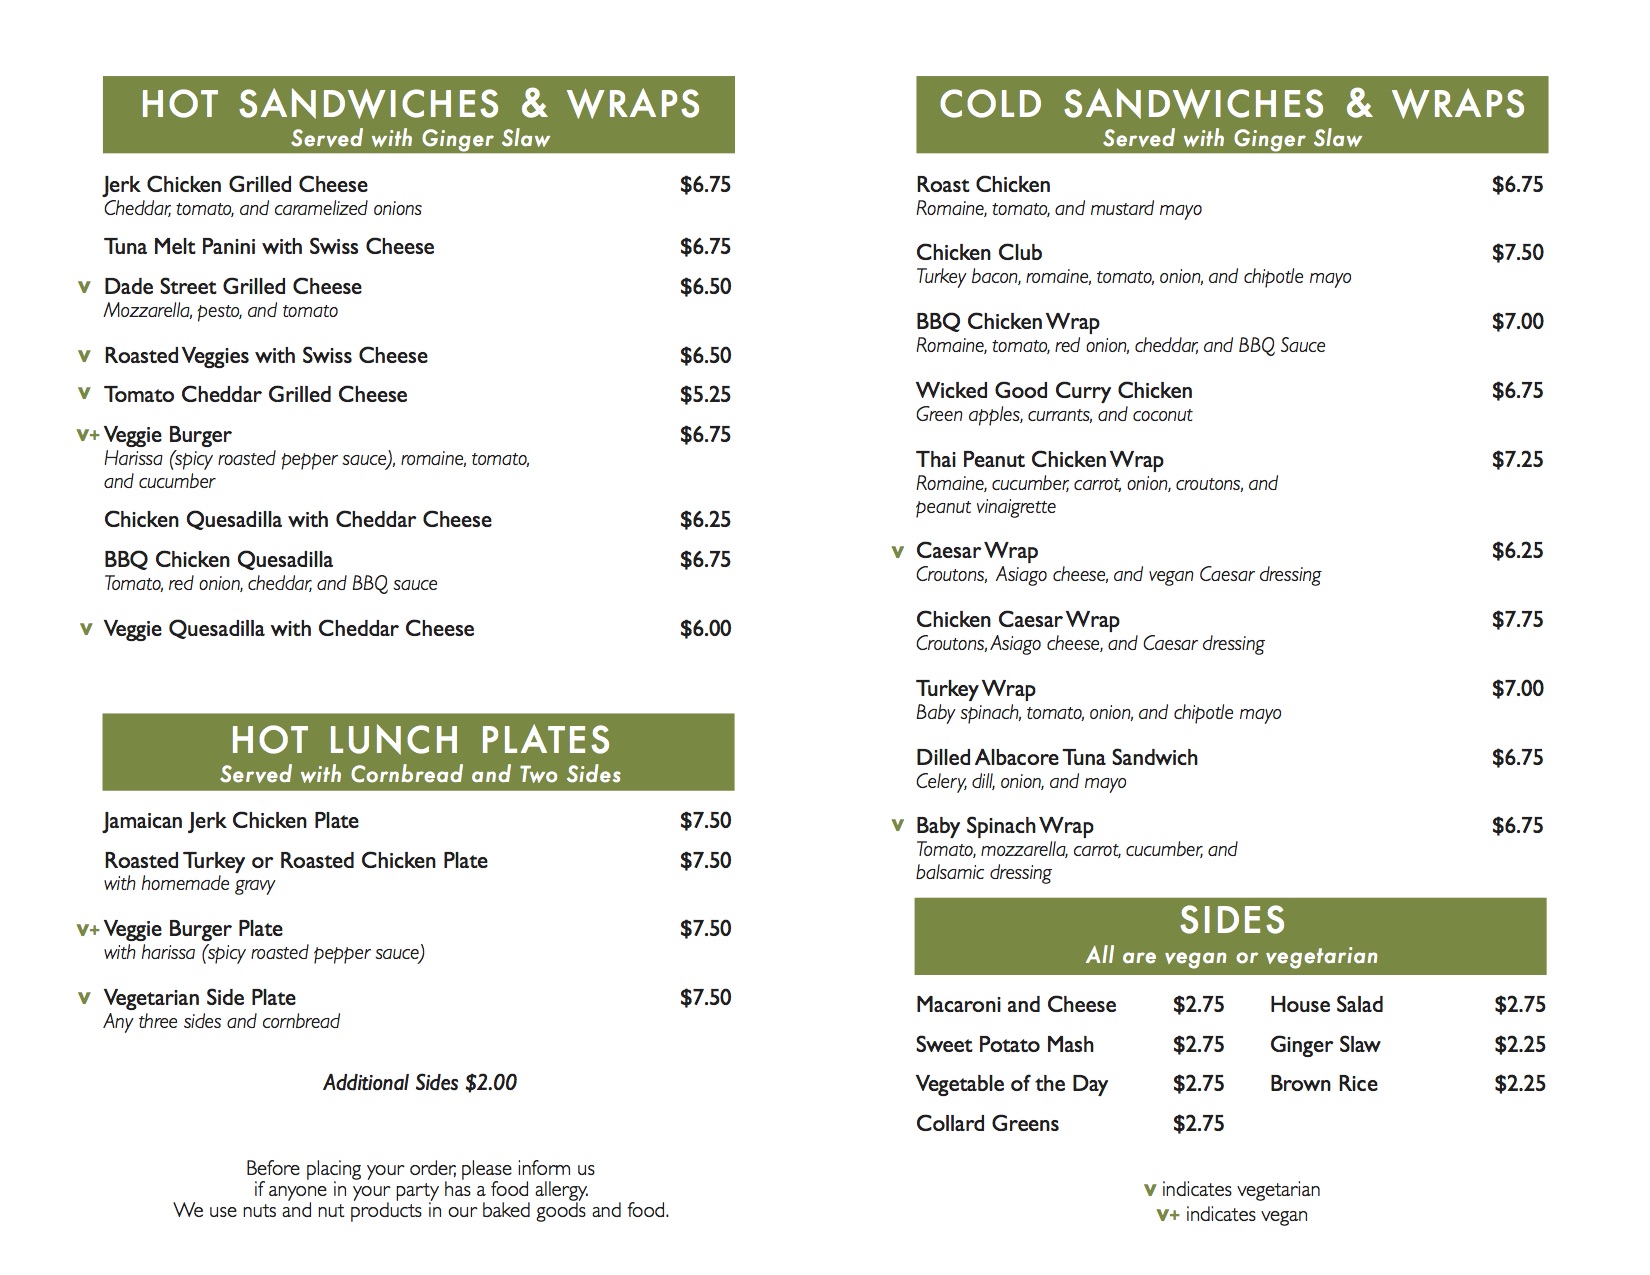 HOT SANDWICHES & WRAPS
Served with Ginger Slaw
Jerk Chicken Grilled Cheese $6.75
Cheddar, tomato, and caramelized onions
Tuna Melt Panini with Swiss Cheese $6.75
v Dade Street Grilled Cheese $6.50
Mozzarella, pesto, and tomato
v Roasted Veggies with Swiss Cheese $6.50
v Tomato Cheddar Grilled Cheese $5.25
v+ Veggie Burger $6.75
Harissa (spicy roasted pepper sauce), romaine, tomato,
and cucumber
Chicken Quesadilla with Cheddar Cheese $6.25
BBQ Chicken Quesadilla $6.75
Tomato, red onion, cheddar, and BBQ sauce
v Veggie Quesadilla with Cheddar Cheese $6.00
HOT LUNCH PLATES
Served with Cornbread and Two Sides
Jamaican Jerk Chicken Plate $7.50
Roasted Turkey or Roasted Chicken Plate $7.50
with homemade gravy
v+ Veggie Burger Plate $7.50
with harissa (spicy roasted pepper sauce)
v Vegetarian Side Plate $7.50
Any three sides and cornbread
Additional Sides $2.00
Before placing your order, please inform us
if anyone in your party has a food allergy.
We use nuts and nut products in our baked goods and food.
COLD SANDWICHES & WRAPS
Served with Ginger Slaw
Roast Chicken $6.75
Romaine, tomato, and mustard mayo
Chicken Club $7.50
Turkey bacon, romaine, tomato, onion, and chipotle mayo
BBQ Chicken Wrap $7.00
Romaine, tomato, red onion, cheddar, and BBQ Sauce
Wicked Good Curry Chicken $6.75
Green apples, currants, and coconut
Thai Peanut Chicken Wrap $7.25
Romaine, cucumber, carrot, onion, croutons, and
peanut vinaigrette
v Caesar Wrap $6.25
Croutons, Asiago cheese, and vegan Caesar dressing
Chicken Caesar Wrap $7.75
Croutons, Asiago cheese, and Caesar dressing
Turkey Wrap $7.00
Baby spinach, tomato, onion, and chipotle mayo
Dilled Albacore Tuna Sandwich $6.75
Celery, dill, onion, and mayo
v Baby Spinach Wrap $6.75
Tomato, mozzarella, carrot, cucumber, and
balsamic dressing
SIDES
All are vegan or vegetarian
Macaroni and Cheese $2.75 House Salad $2.75
Sweet Potato Mash $2.75 Ginger Slaw $2.25
Vegetable of the Day $2.75 Brown Rice $2.25
Collard Greens $2.75
v indicates vegetarian
v+ indicates vegan